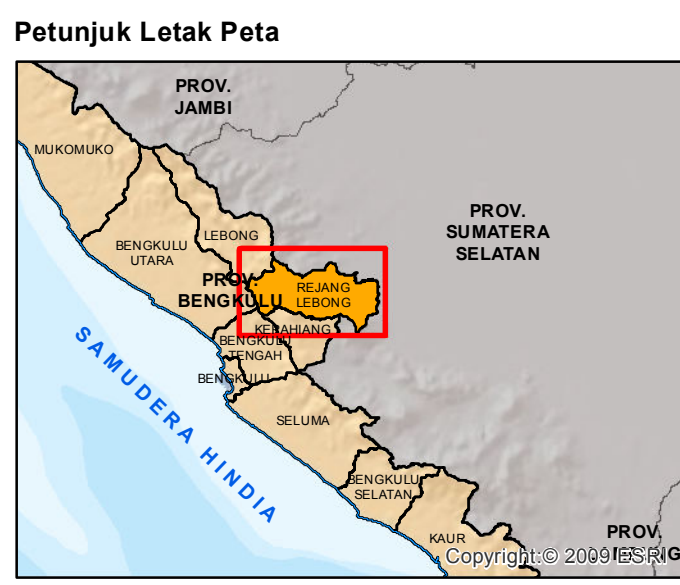 Petunjuk Letak Peta
PROV.
JAMBI
MUKOMUKO
PROV.
SUMATERA
SELATAN
LEBONG
BENGKULU
UTARA
PROV.
BENGKULU
REJANG
LEBONG
KEPAHIANG
BENGKULU
TENGAH
BENGKULU
SAMUDERA HINDIA
SELUMA
BENGKULU
SELATAN
KAUR
PROV.
Copyright:© 2009 ESRI